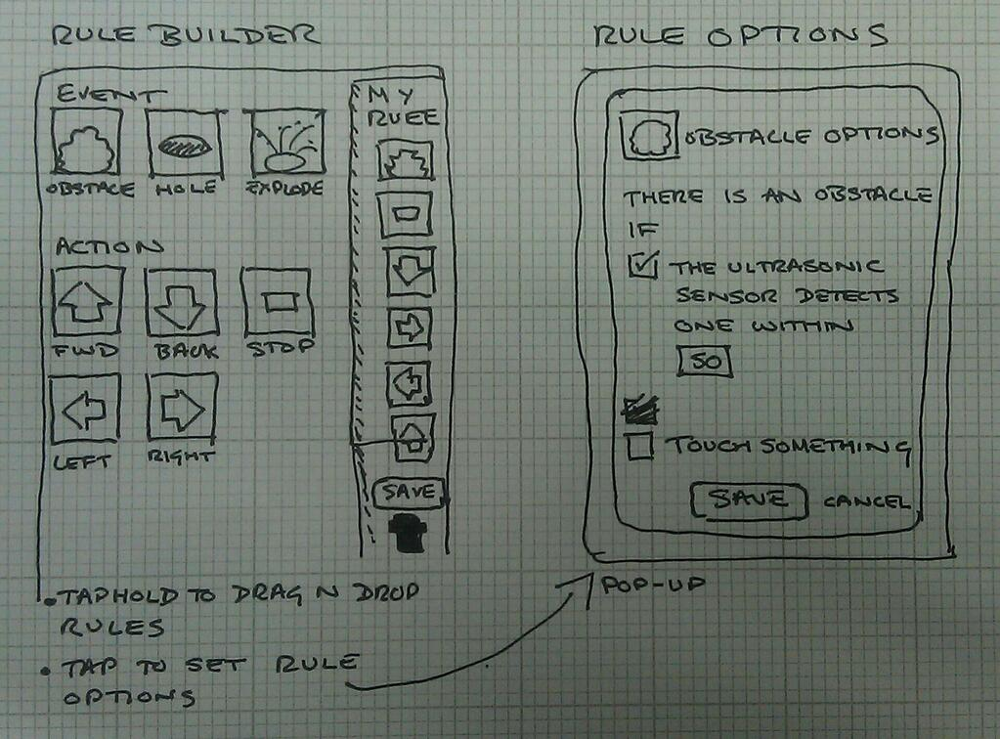 RULE BUILDER
EVENT
OBSTACE HOLE EXPLODE
ACTION
FWD BACK STOP
LEFT RIGHT
MY
RULE
SAVE
• TAPHOLD TO DRAG N DROP
RULES
• TAP TO SET RULE
OPTIONS
RULE OPTIONS
OBSTACLE OPTIONS
THERE IS AN OBSTACLE
IF
THE ULTRASONIC
SENSOR DETECTS
ONE WITHIN
50
TOUCH SOMETHING
SAVE CANCEL
POP-UP